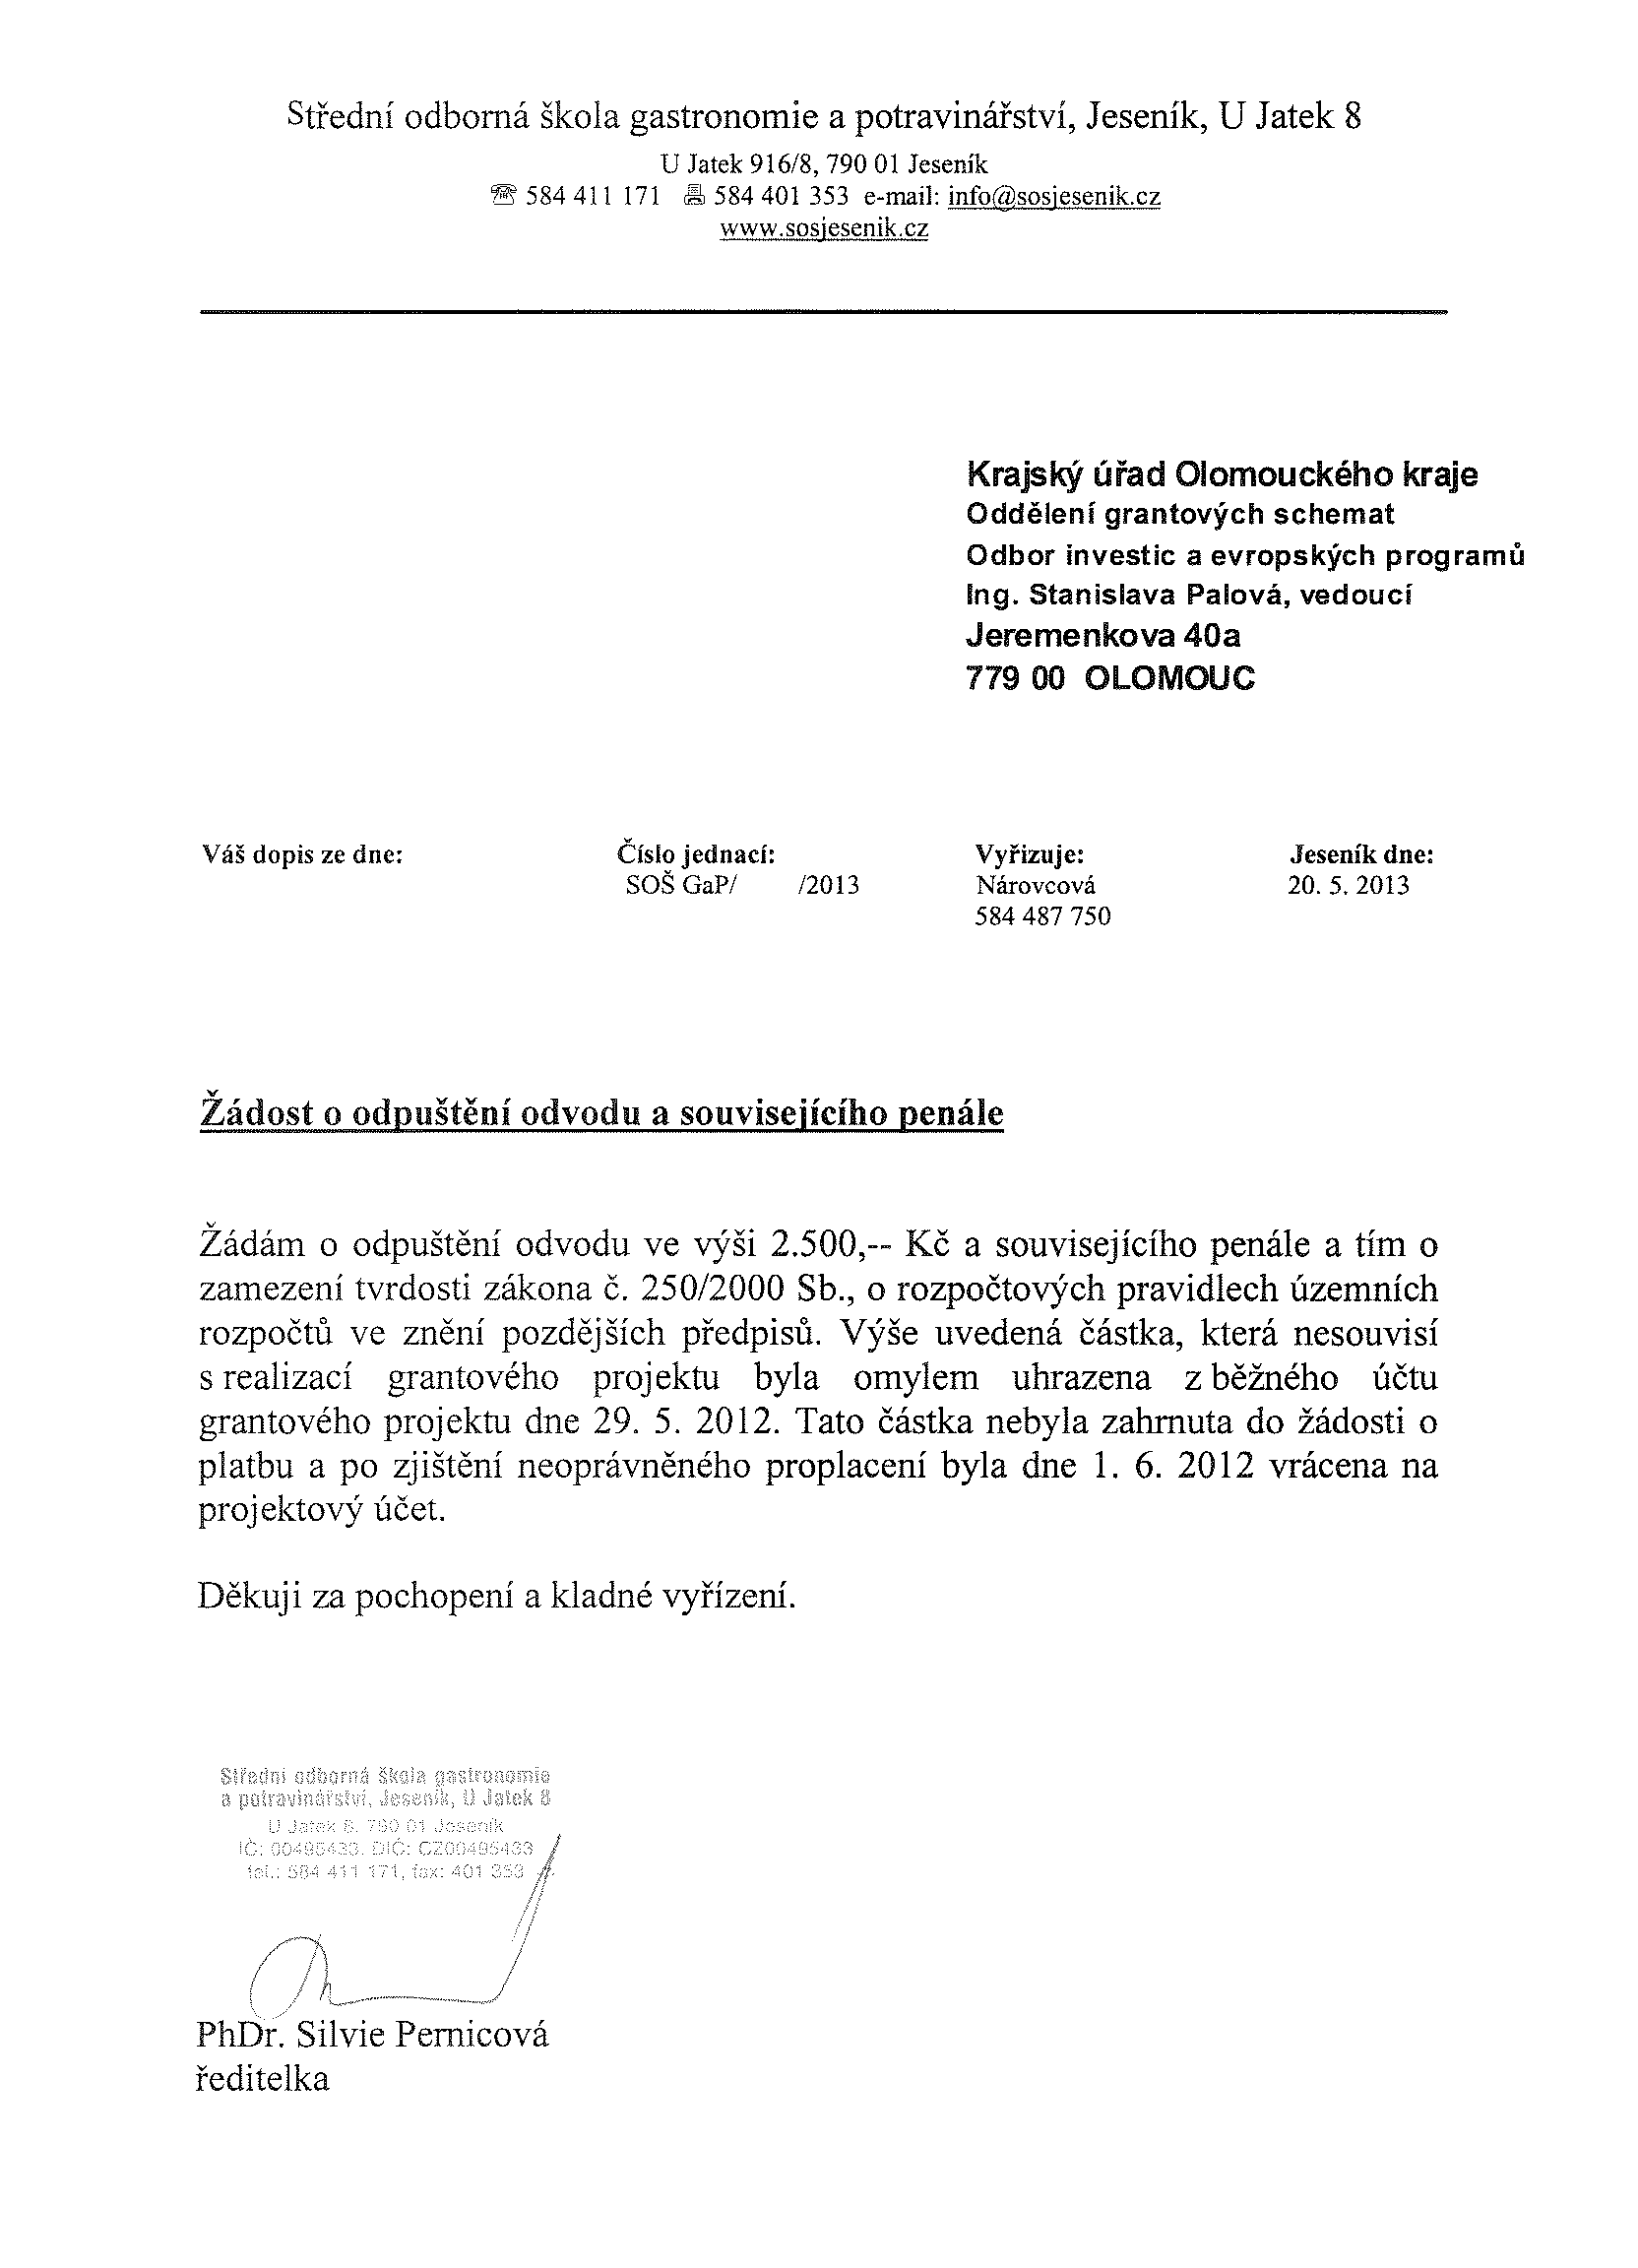 Střední odborná škola gastronomie a potravinářství, Jeseník, U Jatek 8
U Jatek 916/8, 790 01 Jeseník
☎ 584 411 171 🖷 584 401 353 e-mail: info@sosjesenik.cz
www.sosjesenik.cz
Krajský úřad Olomouckého kraje
Oddělení grantových schemat
Odbor investic a evropských programů
Ing. Stanislava Palová, vedoucí
Jeremenkova 40a
779 00 OLOMOUC
Váš dopis ze dne: Číslo jednací: Vyřizuje: Jeseník dne:
SOŠ GaP/ /2013 Nárovcová 20. 5. 2013
584 487 750
Žádost o odpuštění odvodu a souvisejícího penále
Žádám o odpuštění odvodu ve výši 2.500,-- Kč a souvisejícího penále a tím o
zamezení tvrdosti zákona č. 250/2000 Sb., o rozpočtových pravidlech územních
rozpočtů ve znění pozdějších předpisů. Výše uvedená částka, která nesouvisí
s realizací grantového projektu byla omylem uhrazena z běžného účtu
grantového projektu dne 29. 5. 2012. Tato částka nebyla zahrnuta do žádosti o
platbu a po zjištění neoprávněného proplacení byla dne 1. 6. 2012 vrácena na
projektový účet.
Děkuji za pochopení a kladné vyřízení.
Střední odborná škola gastronomie
a potravinářství, Jeseník, U Jatek 8
U Jatek 8, 790 01 Jeseník
IČ: 00495433, DIČ: CZ00495433
tel.: 584 411 171, fax: 401 353
PhDr. Silvie Pernicová
ředitelka